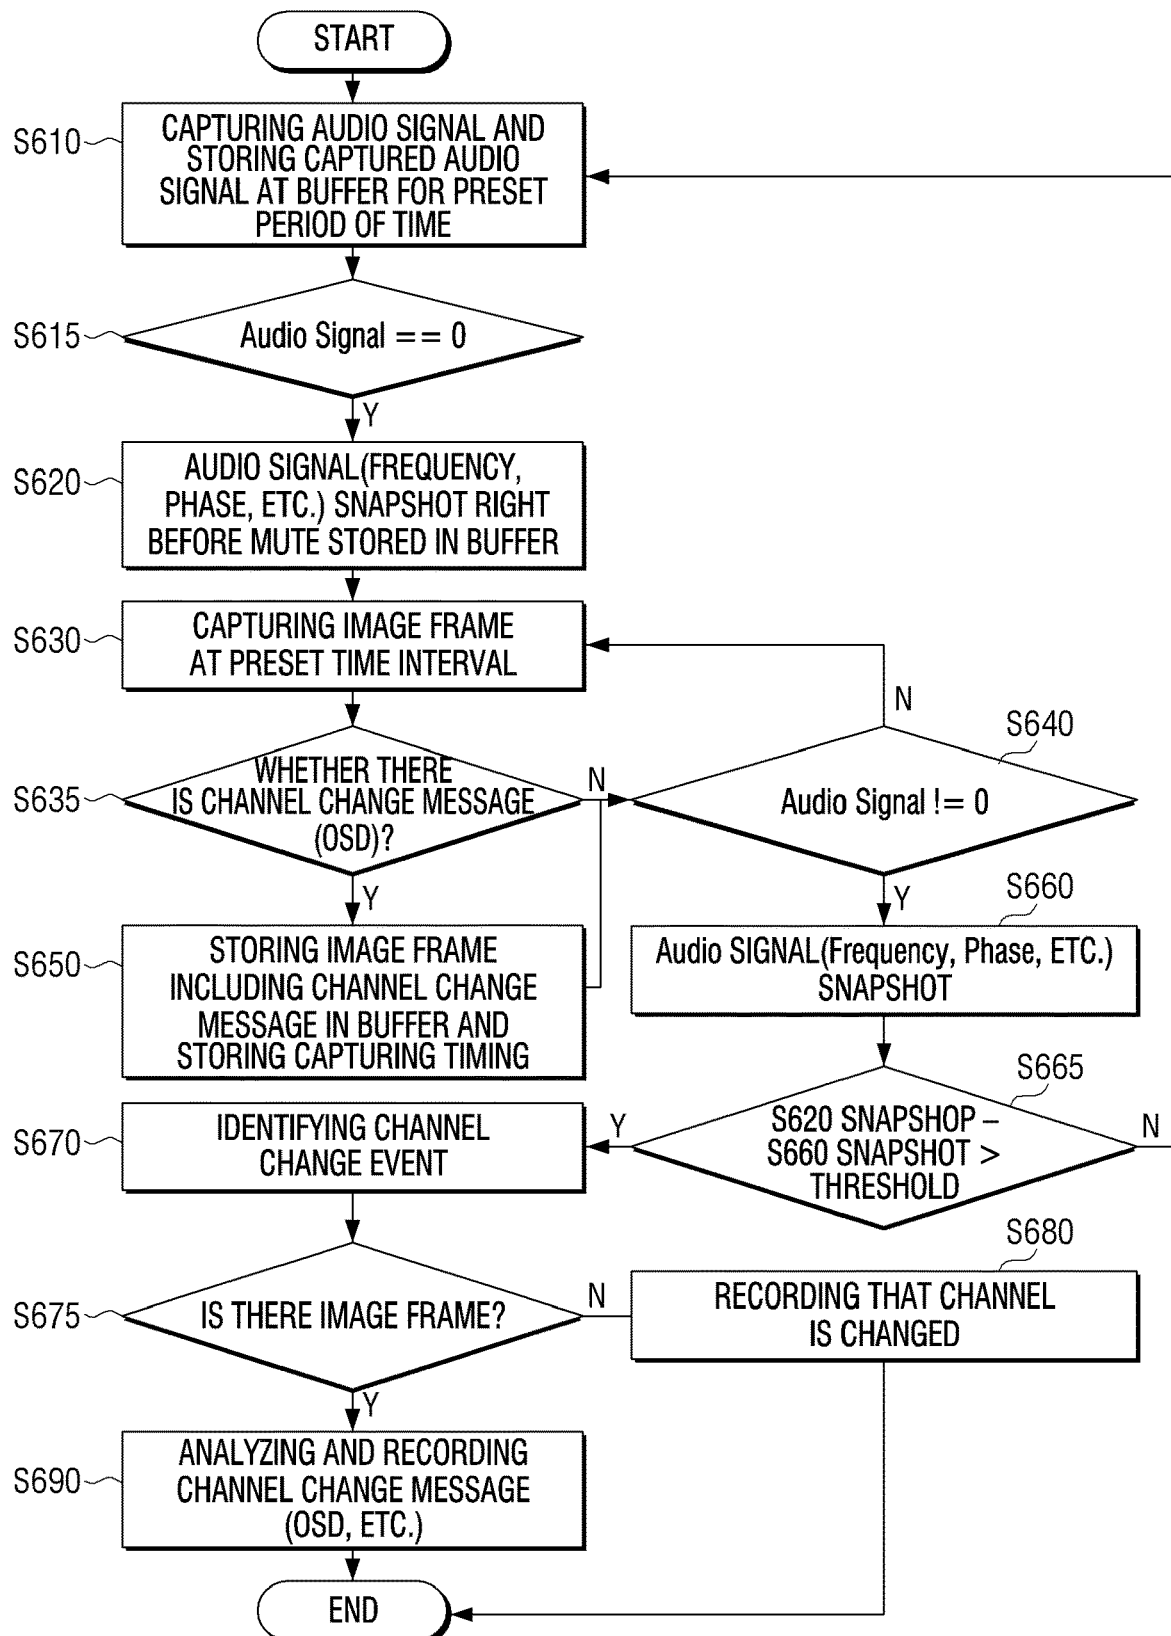 START
S610
CAPTURING AUDIO SIGNAL AND
STORING CAPTURED AUDIO
SIGNAL AT BUFFER FOR PRESET
PERIOD OF TIME
S615
Audio Signal == 0
Y
S620
AUDIO SIGNAL(FREQUENCY,
PHASE, ETC.) SNAPSHOT RIGHT
BEFORE MUTE STORED IN BUFFER
S630
CAPTURING IMAGE FRAME
AT PRESET TIME INTERVAL
S635
WHETHER THERE
IS CHANNEL CHANGE MESSAGE
(OSD)?
N
Y
S640
Audio Signal != 0
N
Y
S650
STORING IMAGE FRAME
INCLUDING CHANNEL CHANGE
MESSAGE IN BUFFER AND
STORING CAPTURING TIMING
S660
Audio SIGNAL(Frequency, Phase, ETC.)
SNAPSHOT
S665
S620 SNAPSHOP –
S660 SNAPSHOT >
THRESHOLD
Y
N
S670
IDENTIFYING CHANNEL
CHANGE EVENT
S675
IS THERE IMAGE FRAME?
N
Y
S680
RECORDING THAT CHANNEL
IS CHANGED
S690
ANALYZING AND RECORDING
CHANNEL CHANGE MESSAGE
(OSD, ETC.)
END